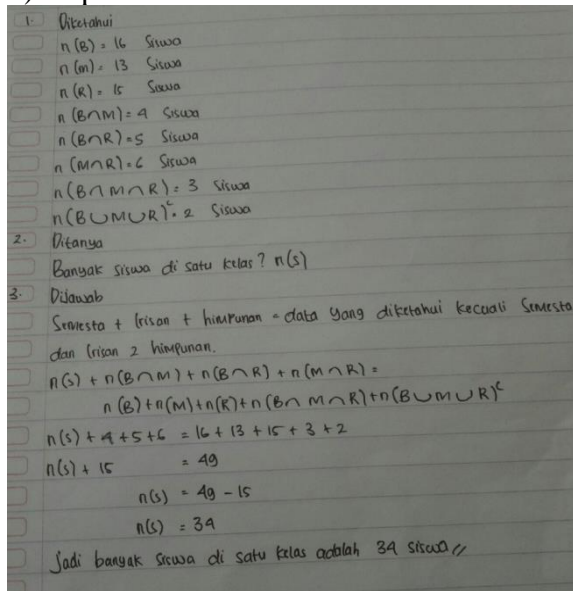 1. Diketahui
n (B) = 16 Siswa
n (m) = 13 Siswa
n (R) = 15 Siswa
n (B∩M) = 4 Siswa
n (B∩R) = 5 Siswa
n (M∩R) = 6 Siswa
n (B∩M∩R) = 3 Siswa
n (B∪M∪R)ᶜ = 2 Siswa
2. Ditanya
Banyak siswa di satu kelas? n(s)
3. Dijawab
Semesta + Irisan + himpunan = data yang diketahui kecuali Semesta
dan Irisan 2 himpunan.
n(s) + n(B∩M) + n(B∩R) + n(M∩R) =
n(B)+n(M)+n(R)+n(B∩M∩R)+n(B∪M∪R)ᶜ
n(s) + 4 + 5 + 6 = 16 + 13 + 15 + 3 + 2
n(s) + 15 = 49
n(s) = 49 - 15
n(s) = 34
Jadi banyak siswa di satu kelas adalah 34 siswa //